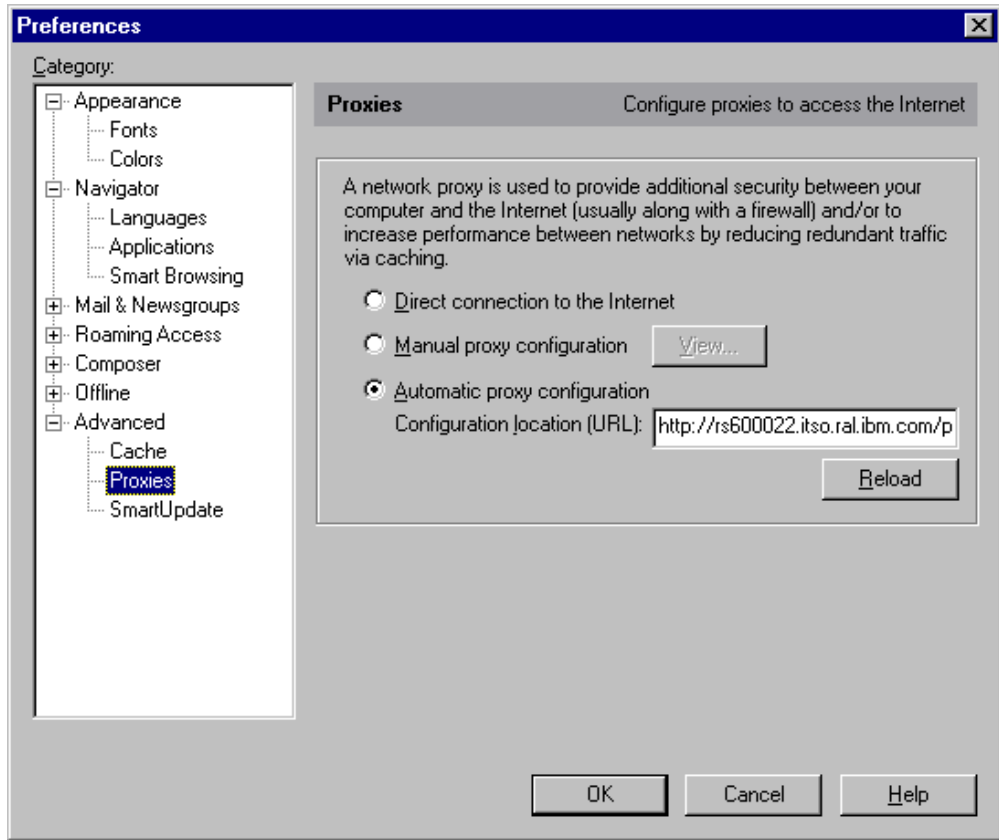 Preferences
Category:
Appearance
Fonts
Colors
Navigator
Languages
Applications
Smart Browsing
Mail & Newsgroups
Roaming Access
Composer
Offline
Advanced
Cache
Proxies
SmartUpdate
Proxies Configure proxies to access the Internet
A network proxy is used to provide additional security between your
computer and the Internet (usually along with a firewall) and/or to
increase performance between networks by reducing redundant traffic
via caching.
Direct connection to the Internet
Manual proxy configuration View...
Automatic proxy configuration
Configuration location (URL): http://rs600022.itso.ral.ibm.com/p
Reload
OK Cancel Help